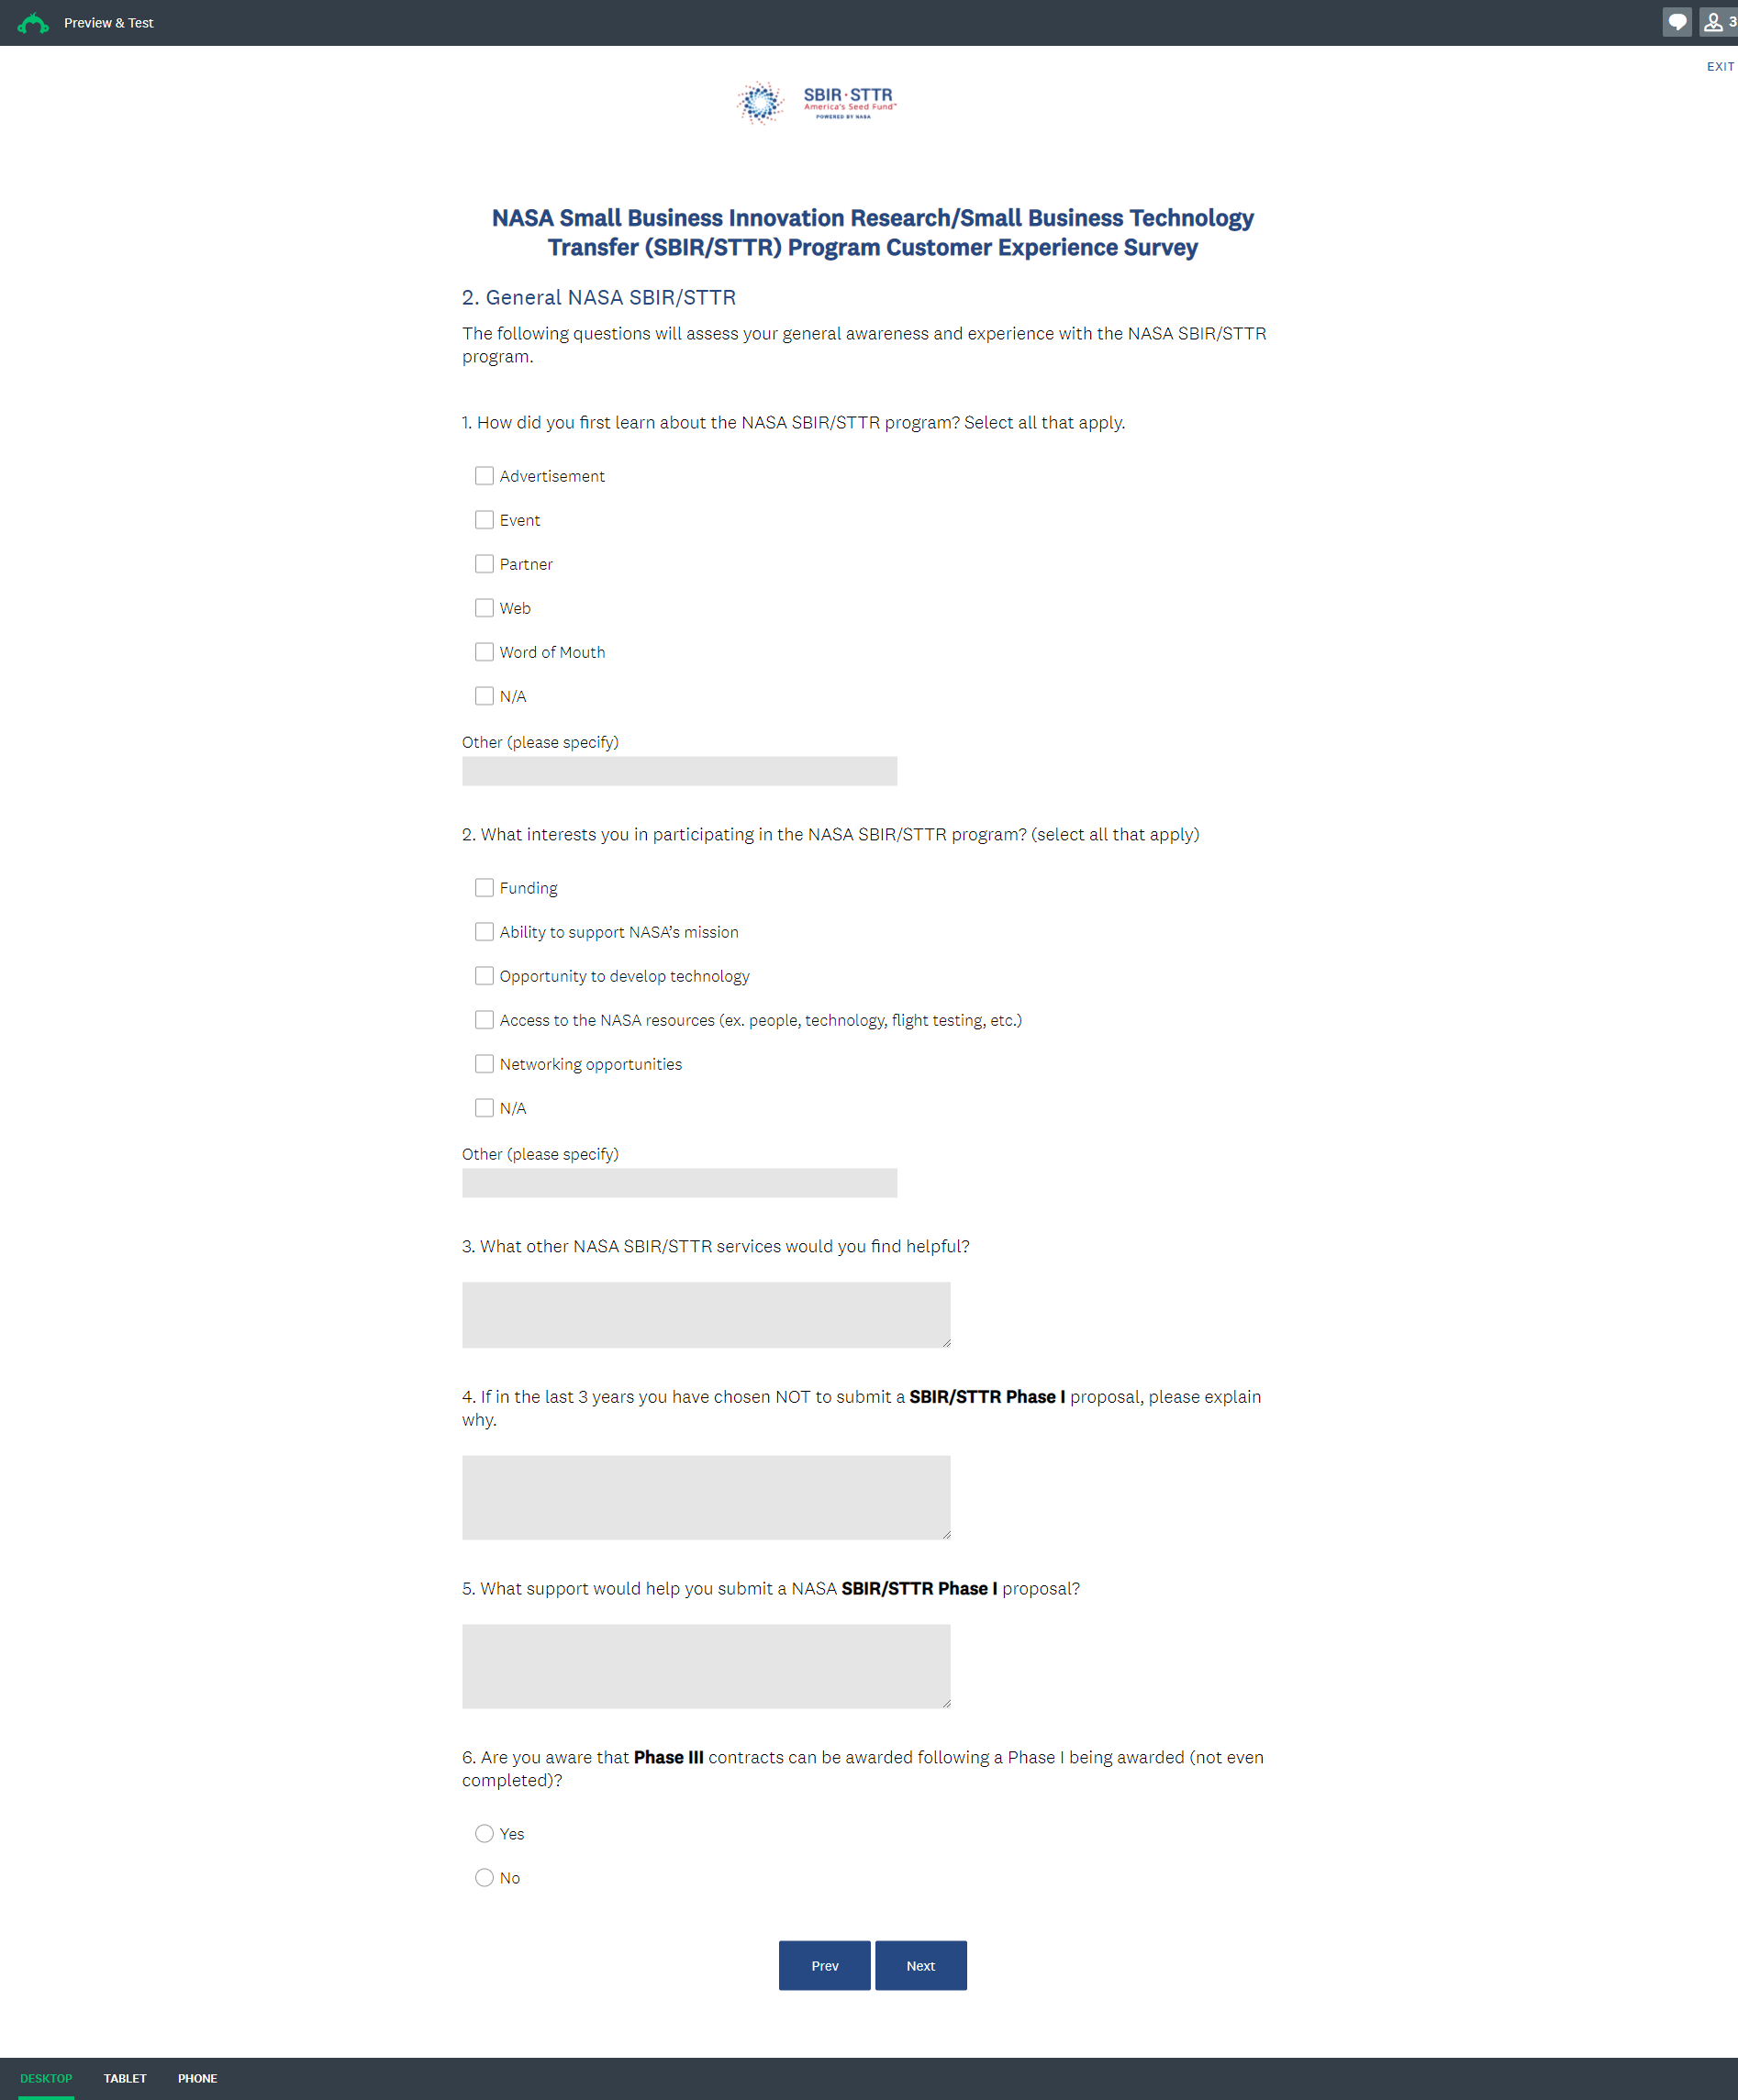 Preview & Test
3
EXIT
SBIR·STTR
America's Seed Fund™
POWERED BY NASA
NASA Small Business Innovation Research/Small Business Technology
Transfer (SBIR/STTR) Program Customer Experience Survey
2. General NASA SBIR/STTR
The following questions will assess your general awareness and experience with the NASA SBIR/STTR
program.
1. How did you first learn about the NASA SBIR/STTR program? Select all that apply.
Advertisement
Event
Partner
Web
Word of Mouth
N/A
Other (please specify)
2. What interests you in participating in the NASA SBIR/STTR program? (select all that apply)
Funding
Ability to support NASA’s mission
Opportunity to develop technology
Access to the NASA resources (ex. people, technology, flight testing, etc.)
Networking opportunities
N/A
Other (please specify)
3. What other NASA SBIR/STTR services would you find helpful?
4. If in the last 3 years you have chosen NOT to submit a SBIR/STTR Phase I proposal, please explain
why.
5. What support would help you submit a NASA SBIR/STTR Phase I proposal?
6. Are you aware that Phase III contracts can be awarded following a Phase I being awarded (not even
completed)?
Yes
No
Prev Next
DESKTOP TABLET PHONE